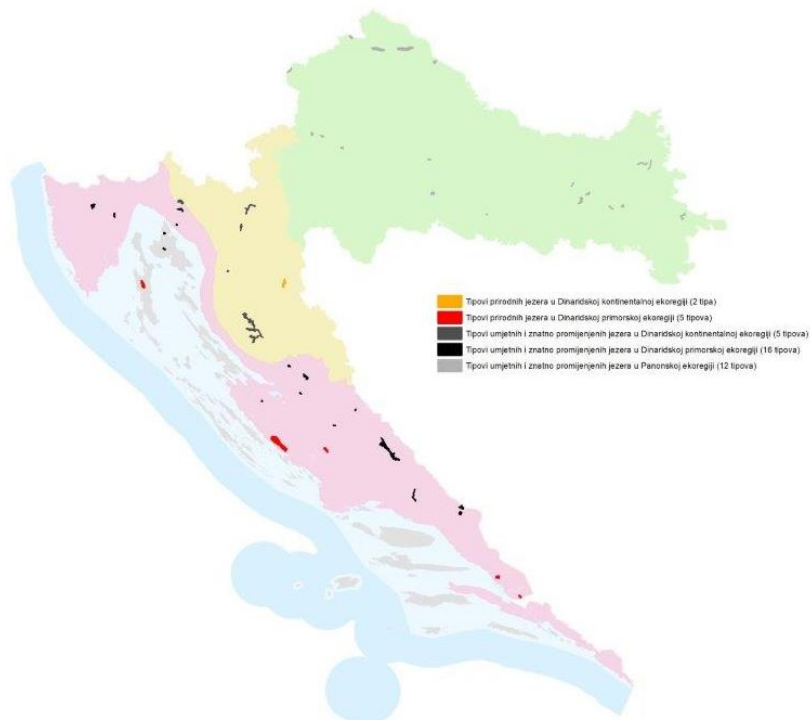 Tipovi prirodnih jezera u Dinaridskoj kontinentalnoj ekoregiji (2 tipa)
Tipovi prirodnih jezera u Dinaridskoj primorskoj ekoregiji (5 tipova)
Tipovi umjetnih i znatno promijenjenih jezera u Dinaridskoj kontinentalnoj ekoregiji (5 tipova)
Tipovi umjetnih i znatno promijenjenih jezera u Dinaridskoj primorskoj ekoregiji (16 tipova)
Tipovi umjetnih i znatno promijenjenih jezera u Panonskoj ekoregiji (12 tipova)